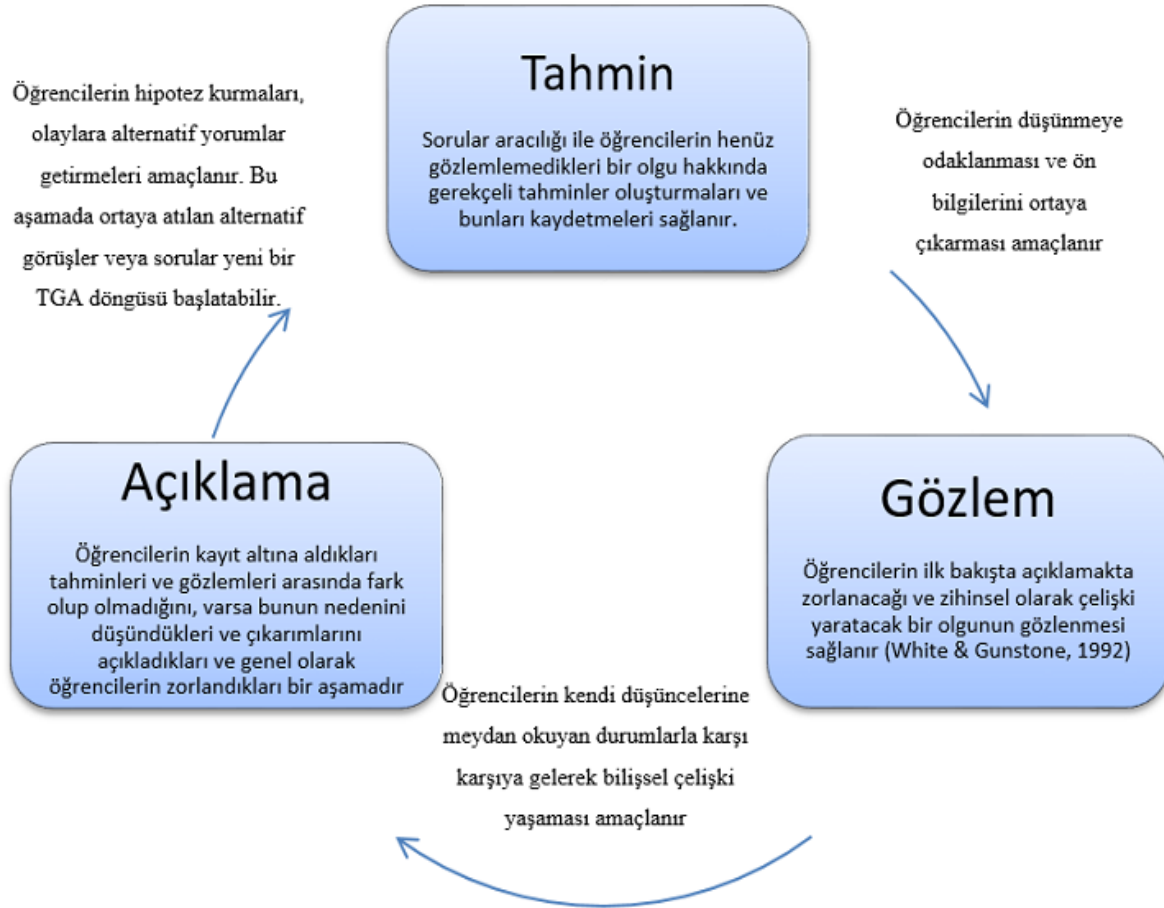 Tahmin
Sorular aracılığı ile öğrencilerin henüz
gözlemlemedikleri bir olgu hakkında
gerekçeli tahminler oluşturmaları ve
bunları kaydetmeleri sağlanır.
Öğrencilerin düşünmeye
odaklanması ve ön
bilgilerini ortaya
çıkarması amaçlanır
Gözlem
Öğrencilerin ilk bakışta açıklamakta
zorlanacağı ve zihinsel olarak çelişki
yaratacak bir olgunun gözlenmesi
sağlanır (White & Gunstone, 1992)
Öğrencilerin kendi düşüncelerine
meydan okuyan durumlarla karşı
karşıya gelerek bilişsel çelişki
yaşaması amaçlanır
Açıklama
Öğrencilerin kayıt altına aldıkları
tahminleri ve gözlemleri arasında fark
olup olmadığını, varsa bunun nedenini
düşündükleri ve çıkarımlarını
açıkladıkları ve genel olarak
öğrencilerin zorlandıkları bir aşamadır
Öğrencilerin hipotez kurmaları,
olaylara alternatif yorumlar
getirmeleri amaçlanır. Bu
aşamada ortaya atılan alternatif
görüşler veya sorular yeni bir
TGA döngüsü başlatabilir.